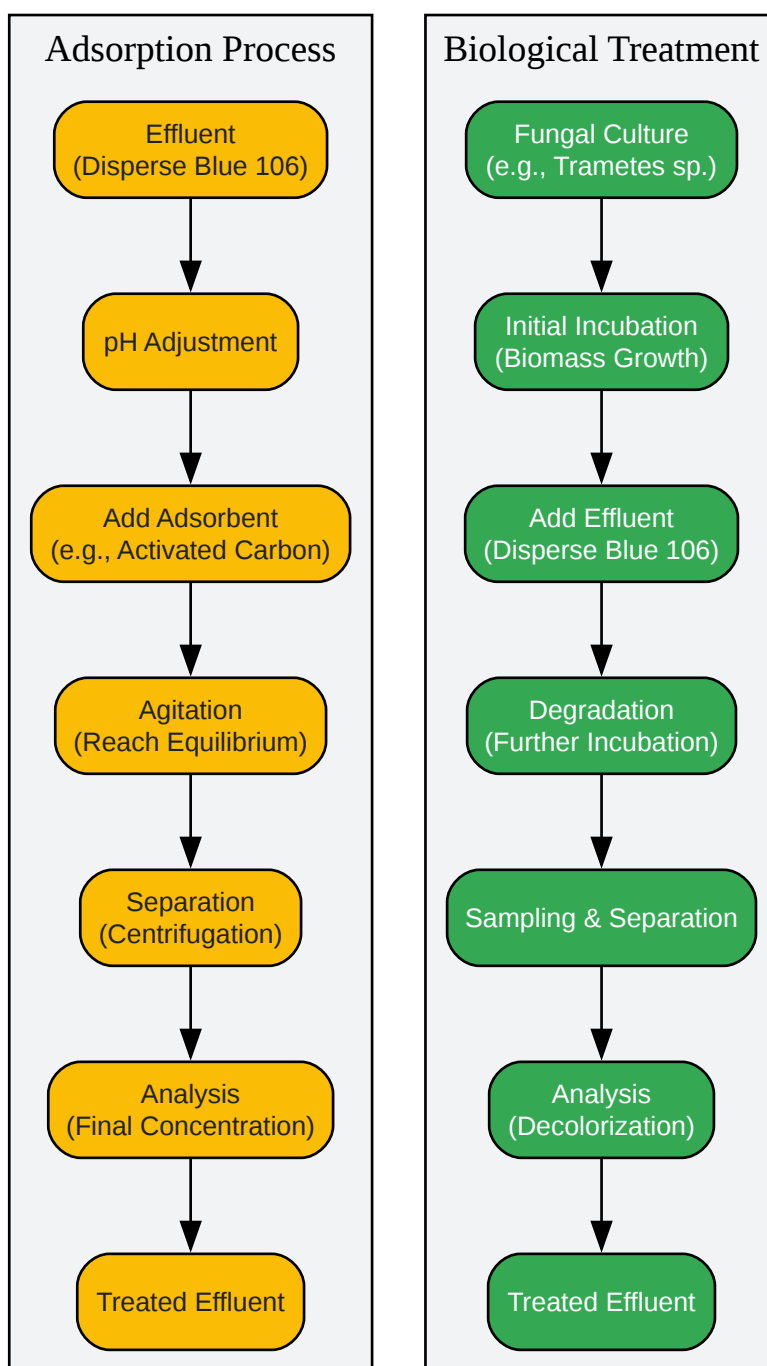 Adsorption Process
Effluent
(Disperse Blue 106)
pH Adjustment
Add Adsorbent
(e.g., Activated Carbon)
Agitation
(Reach Equilibrium)
Separation
(Centrifugation)
Analysis
(Final Concentration)
Treated Effluent
Biological Treatment
Fungal Culture
(e.g., Trametes sp.)
Initial Incubation
(Biomass Growth)
Add Effluent
(Disperse Blue 106)
Degradation
(Further Incubation)
Sampling & Separation
Analysis
(Decolorization)
Treated Effluent